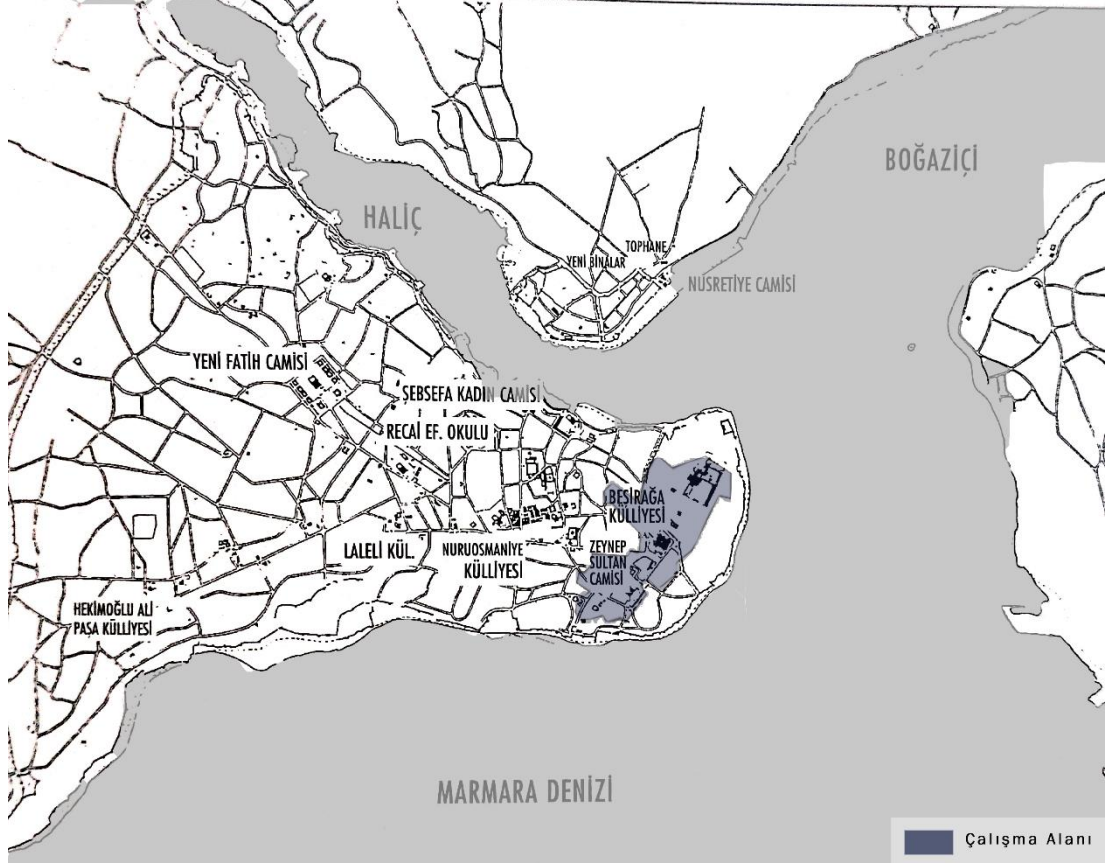 BOĞAZİÇİ
HALİÇ
TOPHANE
YENİ BİNALAR
NUSRETİYE CAMİSİ
YENİ FATİH CAMİSİ
ŞEBSEFA KADIN CAMİSİ
RECAİ EF. OKULU
BEŞİRAĞA
KÜLLİYESİ
LALELİ KÜL.
NURUOSMANİYE
KÜLLİYESİ
ZEYNEP
SULTAN
CAMİSİ
HEKİMOĞLU ALİ
PAŞA KÜLLİYESİ
MARMARA DENİZİ
Çalışma Alanı